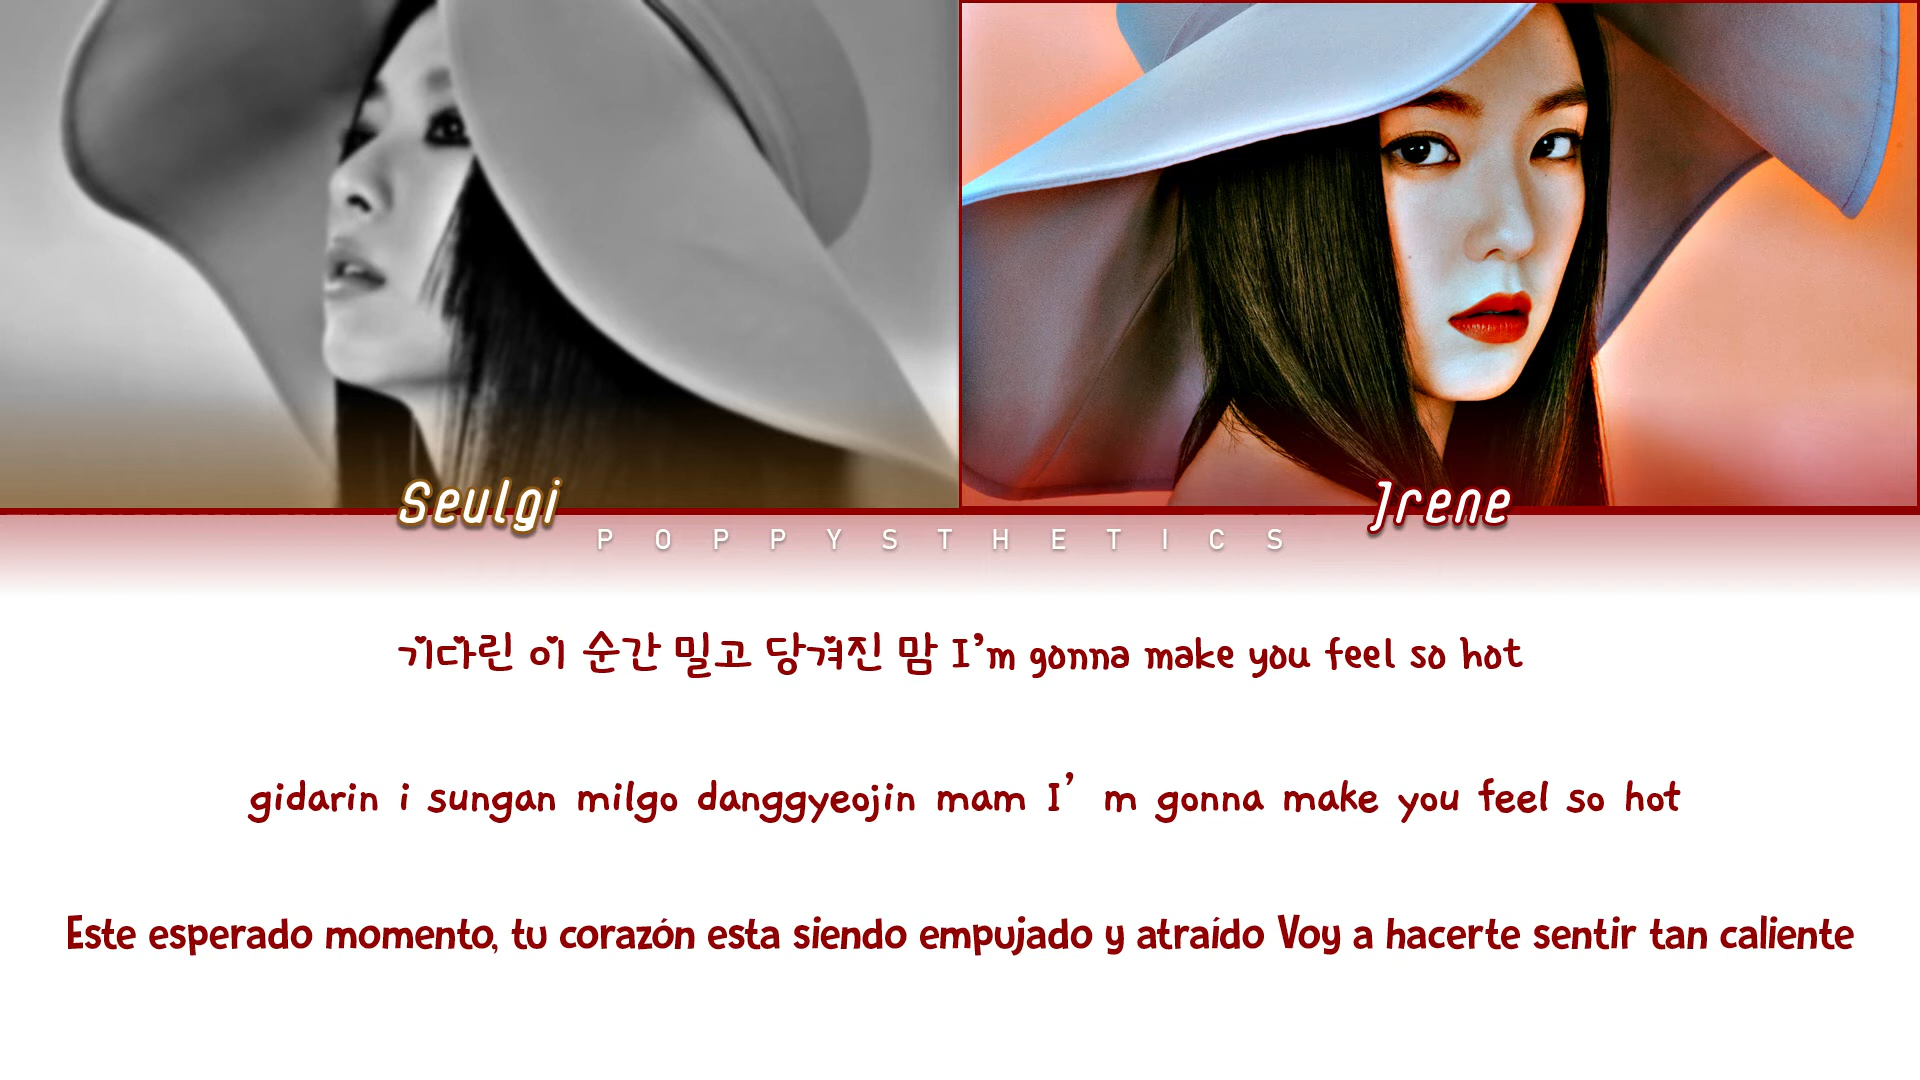 Seulgi
Irene
POPPYSTHETICS
기다린 이 순간 밀고 당겨진 맘 I'm gonna make you feel so hot
gidarin i sungan milgo danggyeojin mam I' m gonna make you feel so hot
Este esperado momento, tu corazón esta siendo empujado y atraído Voy a hacerte sentir tan caliente